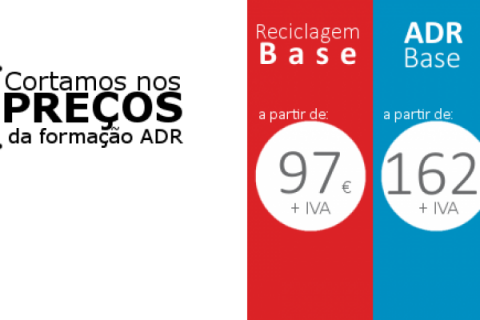 Cortamos nos
PREÇOS
da formação ADR
Reciclagem
Base
a partir de:
97€
+ IVA
ADR
Base
a partir de:
162
+ IVA